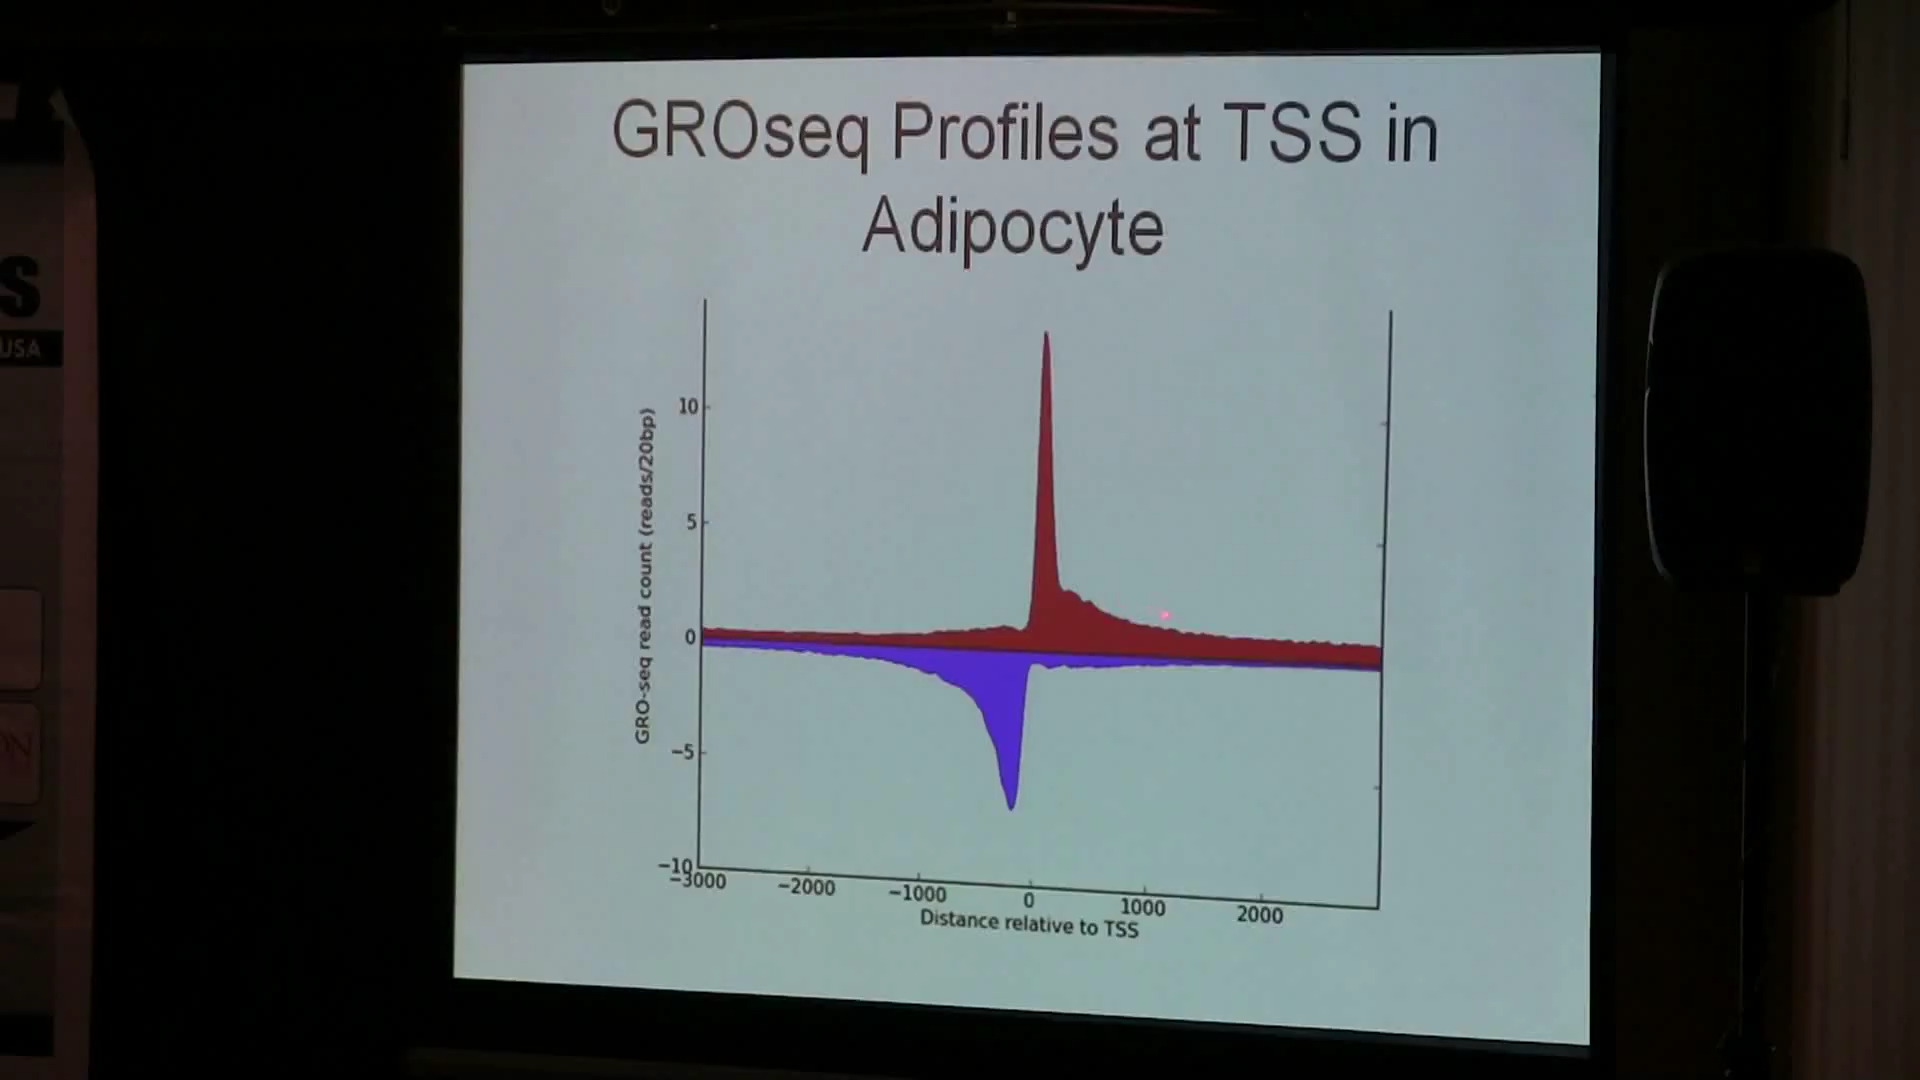 GROseq Profiles at TSS in
Adipocyte
GRO-seq read count (reads/20bp)
10
5
0
−5
−10
−3000
−2000
−1000
0
1000
2000
Distance relative to TSS
S
USA